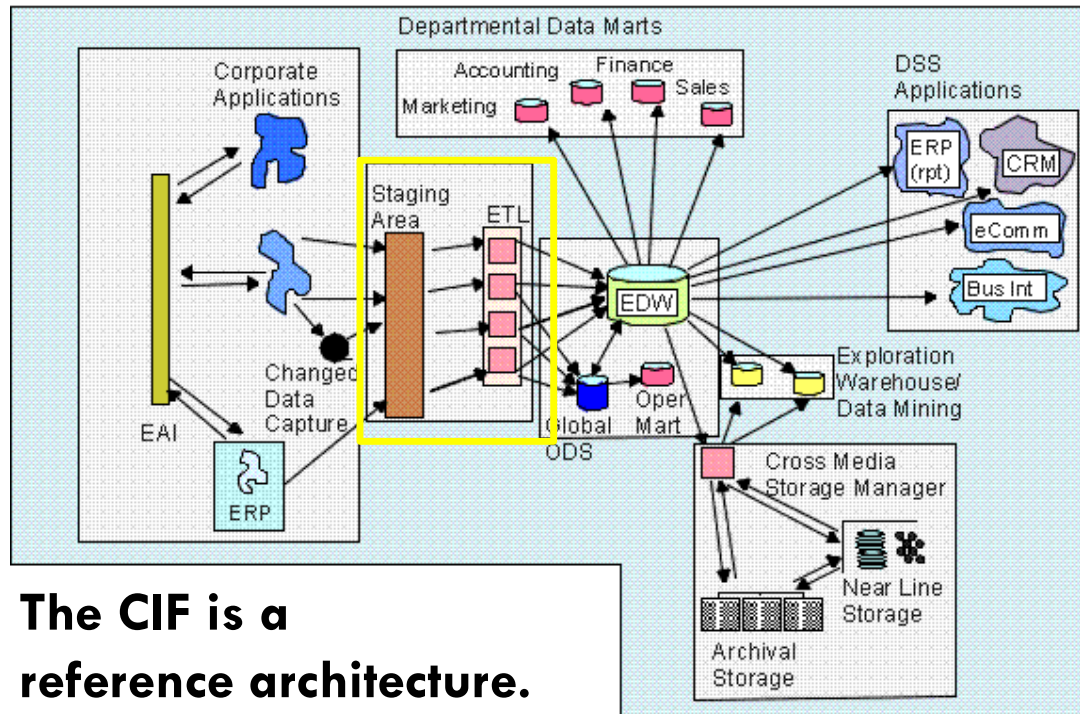 Departmental Data Marts
Corporate
Applications
Accounting
Finance
Marketing
Sales
DSS
Applications
ERP
(rpt)
CRM
eComm
Bus Int
Staging
Area
ETL
EDW
Changed
Data
Capture
EAI
ERP
Global
ODS
Oper
Mart
Exploration
Warehouse/
Data Mining
Cross Media
Storage Manager
Near Line
Storage
Archival
Storage
The CIF is a
reference architecture.